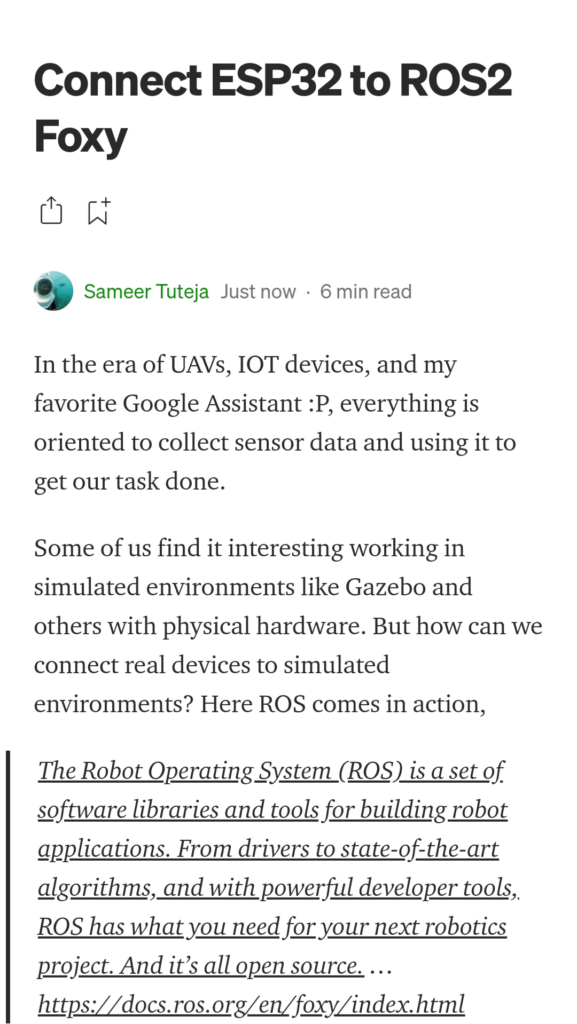 Connect ESP32 to ROS2
Foxy
Sameer Tuteja Just now · 6 min read
In the era of UAVs, IOT devices, and my
favorite Google Assistant :P, everything is
oriented to collect sensor data and using it to
get our task done.
Some of us find it interesting working in
simulated environments like Gazebo and
others with physical hardware. But how can we
connect real devices to simulated
environments? Here ROS comes in action,
The Robot Operating System (ROS) is a set of
software libraries and tools for building robot
applications. From drivers to state-of-the-art
algorithms, and with powerful developer tools,
ROS has what you need for your next robotics
project. And it’s all open source. …
https://docs.ros.org/en/foxy/index.html